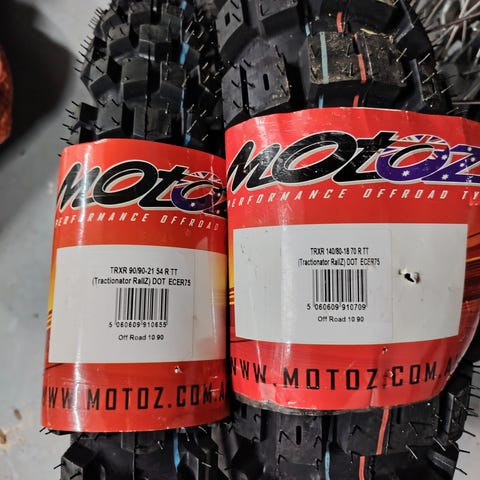 MOtOZ
PERFORMANCE OFFROAD
TRXR 90/90-21 54 R TT
(Tractionator RallZ) DOT ECER75
5 060609 910655
Off Road 10 90
WWW.MOTOZ.COM.A
MOtOZ
PERFORMANCE OFFROAD TY
TRXR 140/80-18 70 R TT
(Tractionator RallZ) DOT ECER75
5 060609 910709
Off Road 10 90
WWW.MOTOZ.COM.A